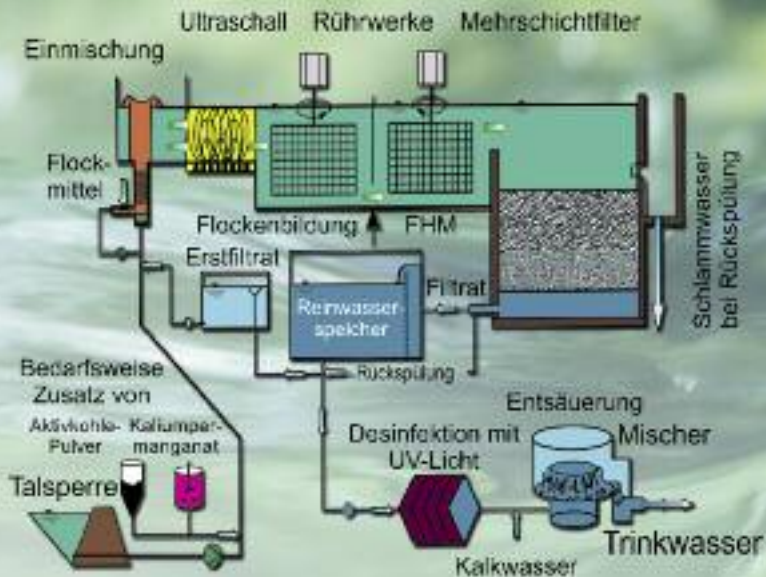 Ultraschall Rührwerke Mehrschichtfilter
Einmischung
Flock-
mittel
Flockenbildung FHM
Erstfiltrat
Reinwasser-
speicher
Filtrat
Schlammwasser
bei Rückspülung
Rückspülung
Bedarfsweise
Zusatz von
Aktivkohle-
Pulver
Kaliumper-
manganat
Talsperre
Desinfektion mit
UV-Licht
Entsäuerung
Mischer
Kalkwasser
Trinkwasser